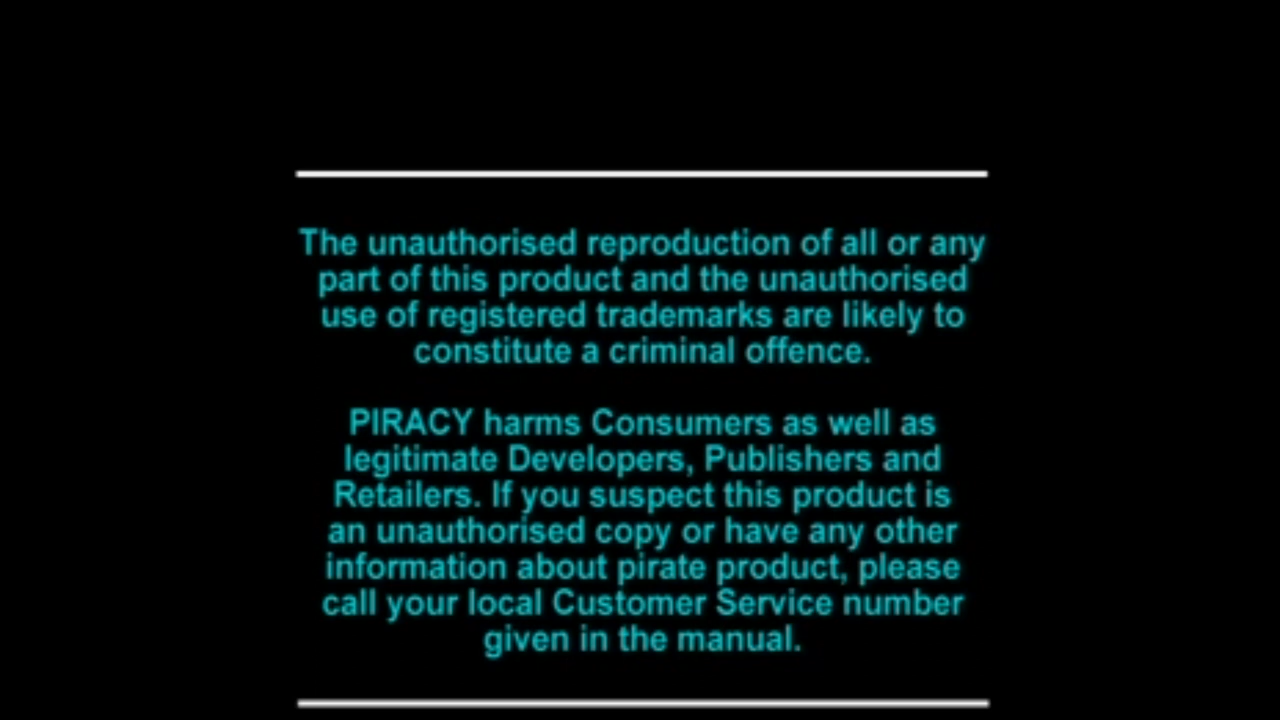 The unauthorised reproduction of all or any
part of this product and the unauthorised
use of registered trademarks are likely to
constitute a criminal offence.
PIRACY harms Consumers as well as
legitimate Developers, Publishers and
Retailers. If you suspect this product is
an unauthorised copy or have any other
information about pirate product, please
call your local Customer Service number
given in the manual.